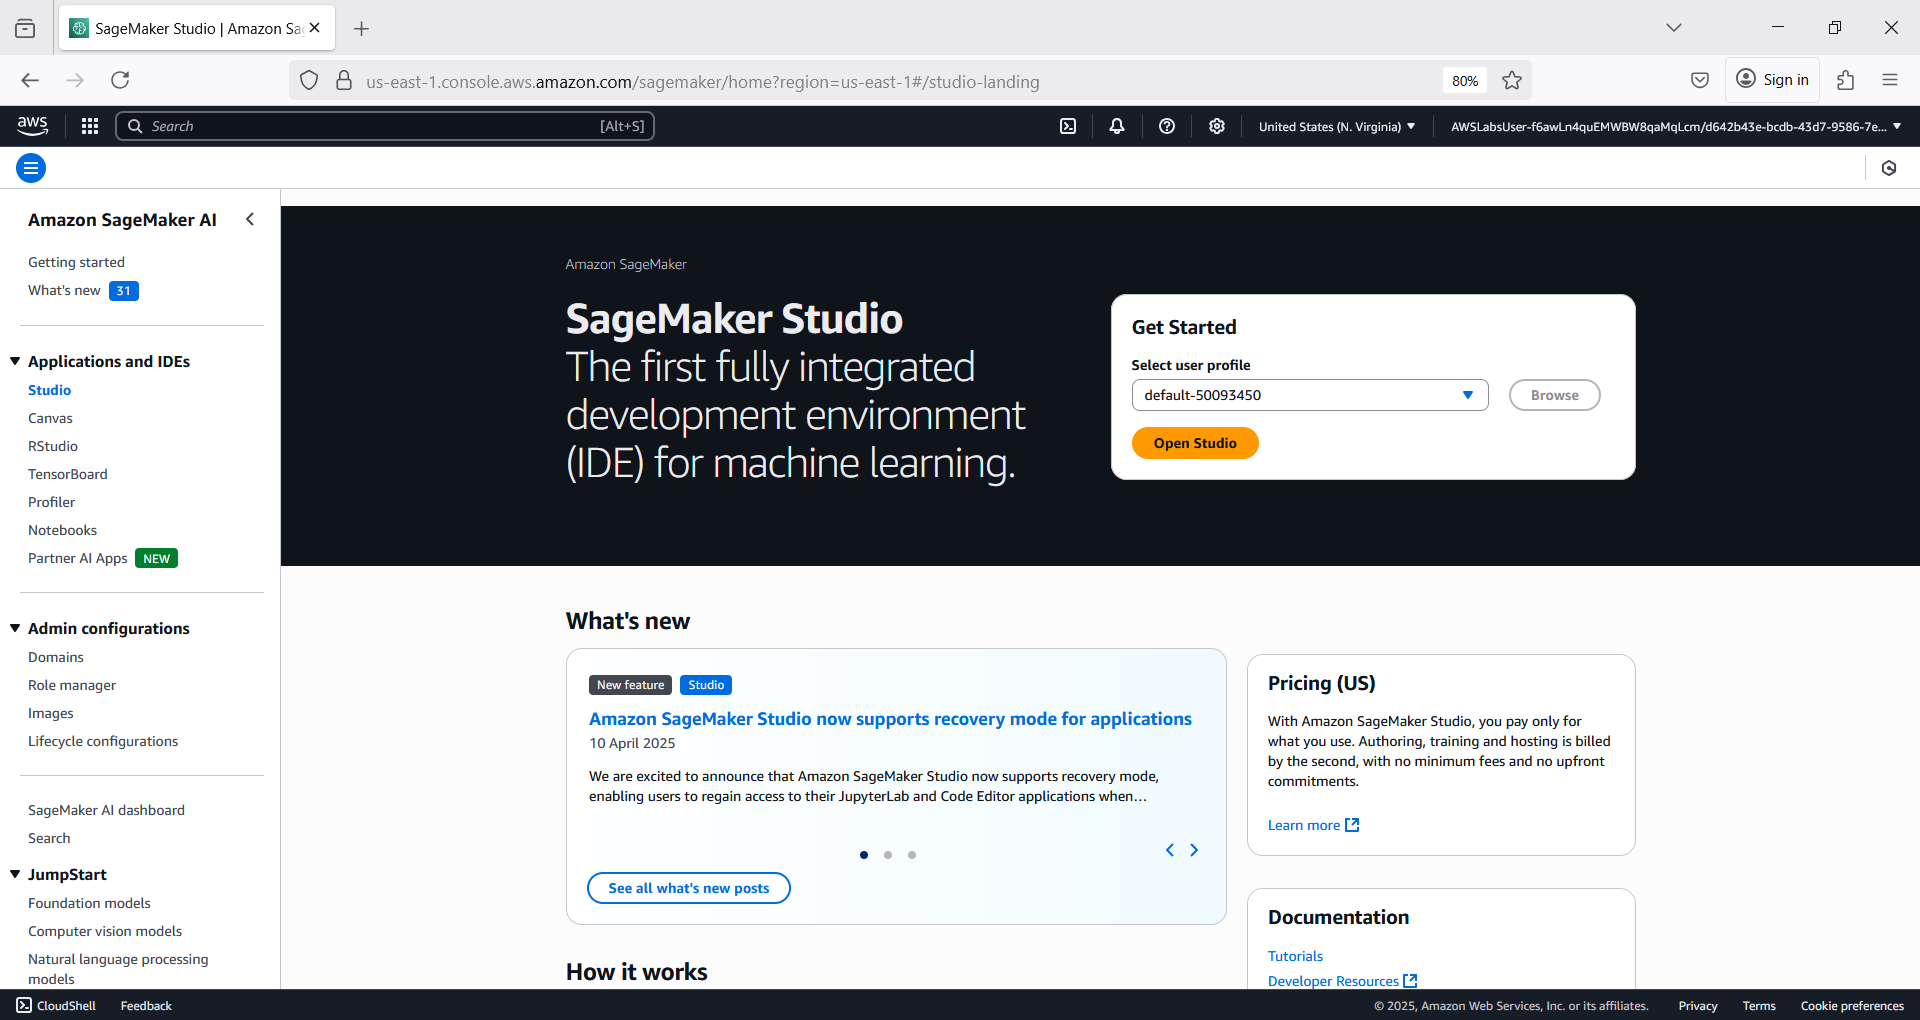 SageMaker Studio | Amazon Sa
us-east-1.console.aws.amazon.com/sagemaker/home?region=us-east-1#/studio-landing
80%
Sign in
aws
Search
[Alt+S]
United States (N. Virginia)
AWSLabsUser-f6awLn4quEMWBW8qaMqLcm/d642b43e-bcdb-43d7-9586-7e...
Amazon SageMaker AI
Getting started
What's new 31
Applications and IDEs
Studio
Canvas
RStudio
TensorBoard
Profiler
Notebooks
Partner AI Apps NEW
Admin configurations
Domains
Role manager
Images
Lifecycle configurations
SageMaker AI dashboard
Search
JumpStart
Foundation models
Computer vision models
Natural language processing
models
Amazon SageMaker
SageMaker Studio
The first fully integrated
development environment
(IDE) for machine learning.
Get Started
Select user profile
default-50093450
Browse
Open Studio
What's new
New feature Studio
Amazon SageMaker Studio now supports recovery mode for applications
10 April 2025
We are excited to announce that Amazon SageMaker Studio now supports recovery mode,
enabling users to regain access to their JupyterLab and Code Editor applications when...
See all what's new posts
Pricing (US)
With Amazon SageMaker Studio, you pay only for
what you use. Authoring, training and hosting is billed
by the second, with no minimum fees and no upfront
commitments.
Learn more
Documentation
Tutorials
Developer Resources
How it works
CloudShell
Feedback
© 2025, Amazon Web Services, Inc. or its affiliates.
Privacy
Terms
Cookie preferences